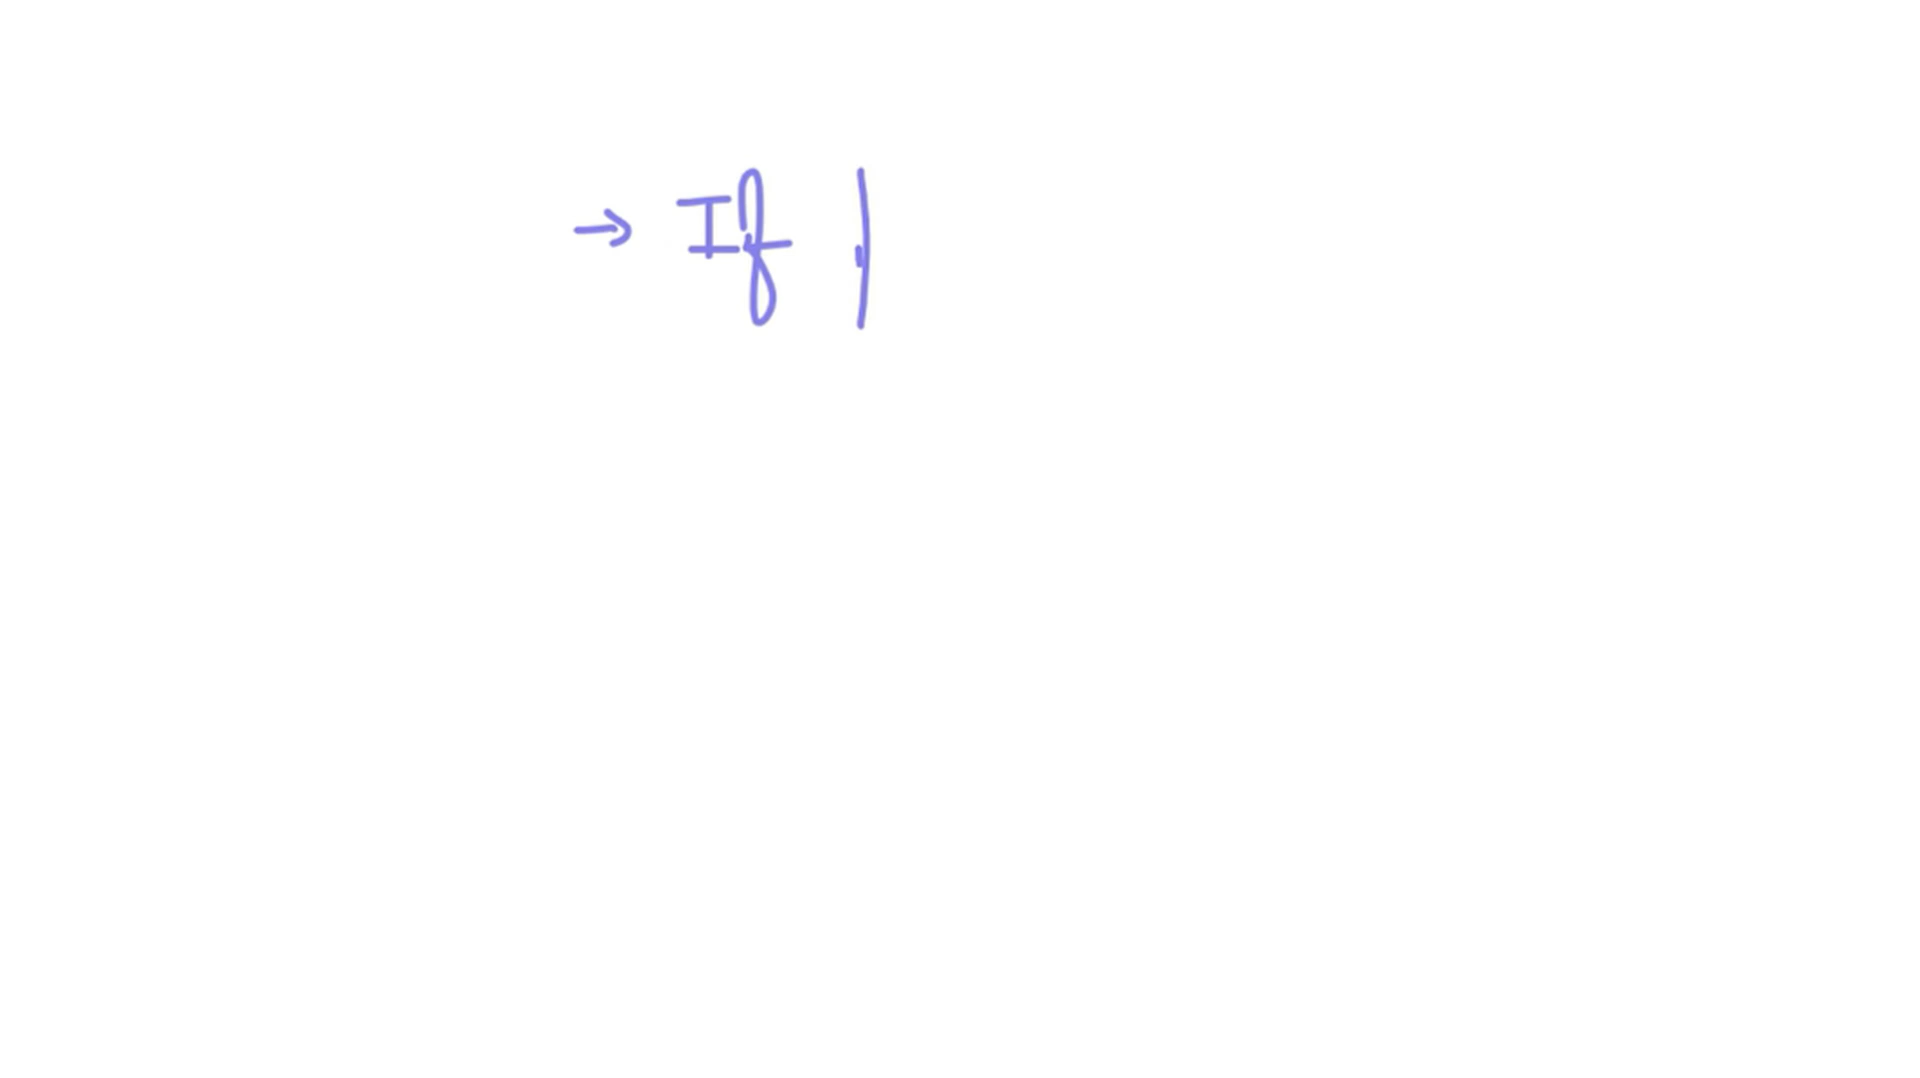 → If